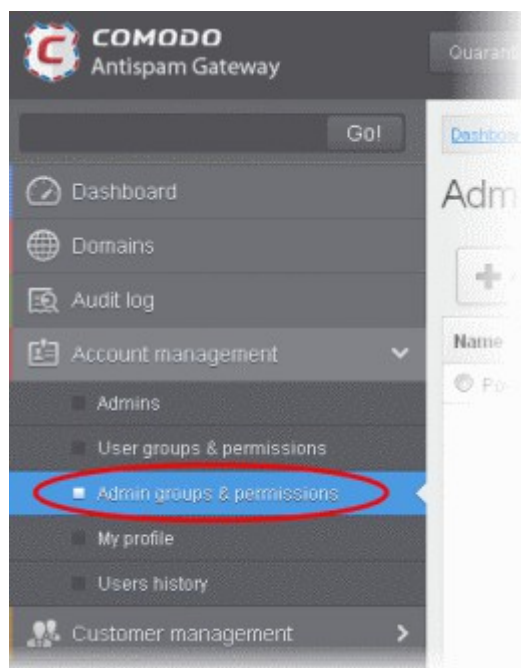 COMODO
Antispam Gateway
Go!
Dashboard
Domains
Audit log
Account management
Admins
User groups & permissions
Admin groups & permissions
My profile
Users history
Customer management
Adm
Name